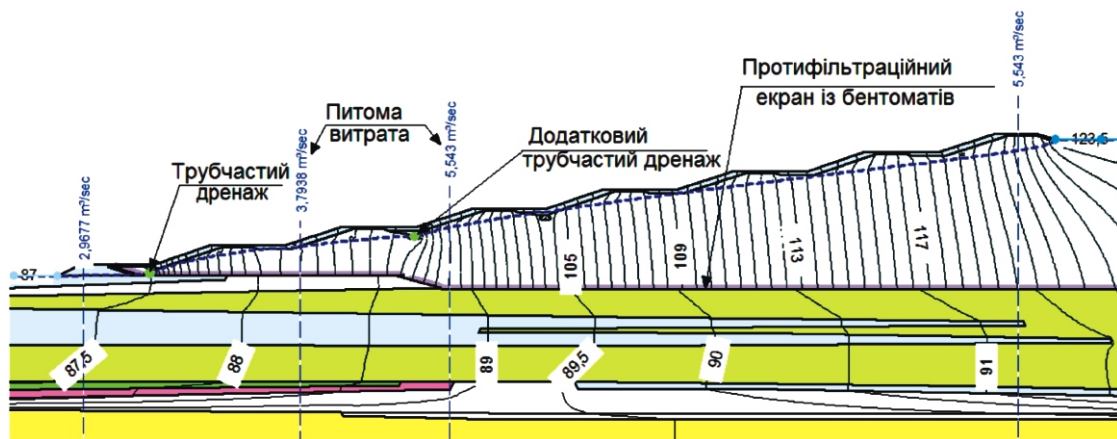 Протифільтраційний
екран із бентоматів
5,543 m³/sec
123,5
Питома
витрата
5,543 m³/sec
Додатковий
трубчастий дренаж
Трубчастий
дренаж
3,7938 m³/sec
2,9677 m³/sec
87
105
109
113
117
87,5
88
89
89,5
90
91